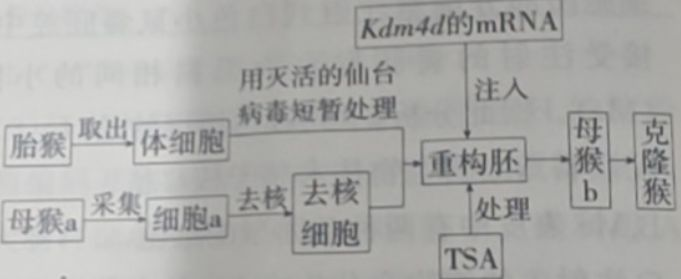 Kdm4d的mRNA
用灭活的仙台
病毒短暂处理
注入
胎猴
取出
体细胞
重构胚
母猴b
克隆猴
母猴a
采集
细胞a
去核
去核
细胞
处理
TSA